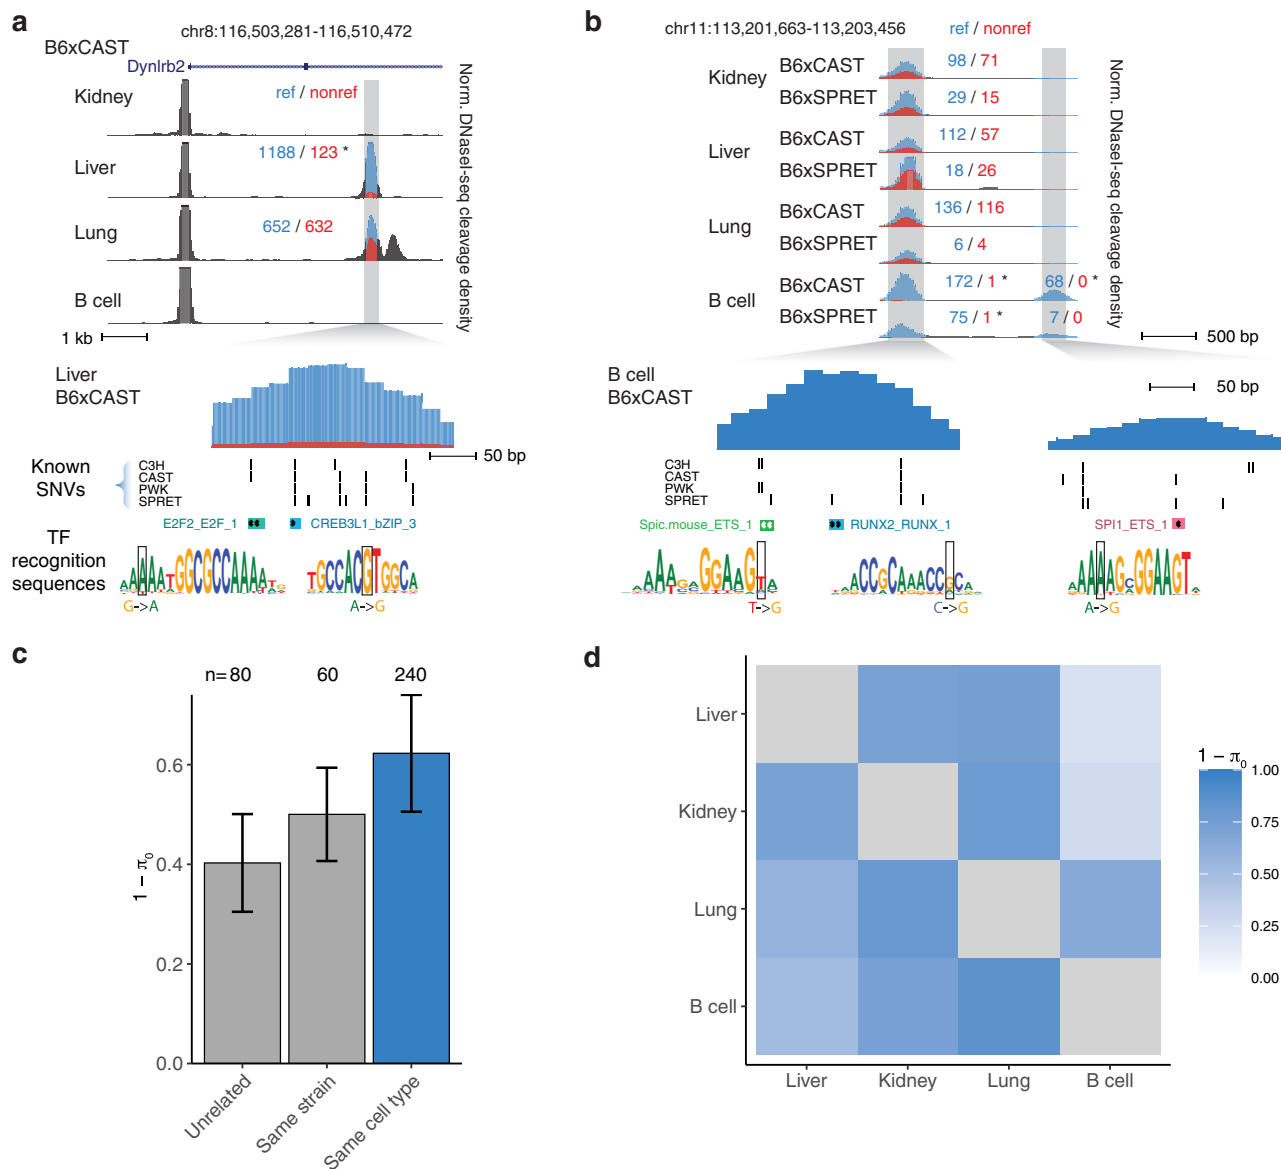 a
chr8:116,503,281-116,510,472
B6xCAST
Dynlrb2
Kidney
ref / nonref
Liver
1188 / 123 *
Lung
652 / 632
B cell
1 kb
Norm. DNaseI-seq cleavage density
Liver
B6xCAST
50 bp
Known
SNVs
C3H
CAST
PWK
SPRET
E2F2_E2F_1
CREB3L1_bZIP_3
TF
recognition
sequences
G->A
A->G
b
chr11:113,201,663-113,203,456
ref / nonref
Kidney
B6xCAST
98 / 71
B6xSPRET
29 / 15
Liver
B6xCAST
112 / 57
B6xSPRET
18 / 26
Lung
B6xCAST
136 / 116
B6xSPRET
6 / 4
B cell
B6xCAST
172 / 1 *
68 / 0 *
B6xSPRET
75 / 1 *
7 / 0
Norm. DNaseI-seq cleavage density
500 bp
B cell
B6xCAST
50 bp
C3H
CAST
PWK
SPRET
Spic.mouse_ETS_1
RUNX2_RUNX_1
SPI1_ETS_1
T->G
C->G
A->G
c
n=80
60
240
1 − π0
0.6
0.4
0.2
0.0
Unrelated
Same strain
Same cell type
d
Liver
Kidney
Lung
B cell
Liver
Kidney
Lung
B cell
1 − π0
1.00
0.75
0.50
0.25
0.00